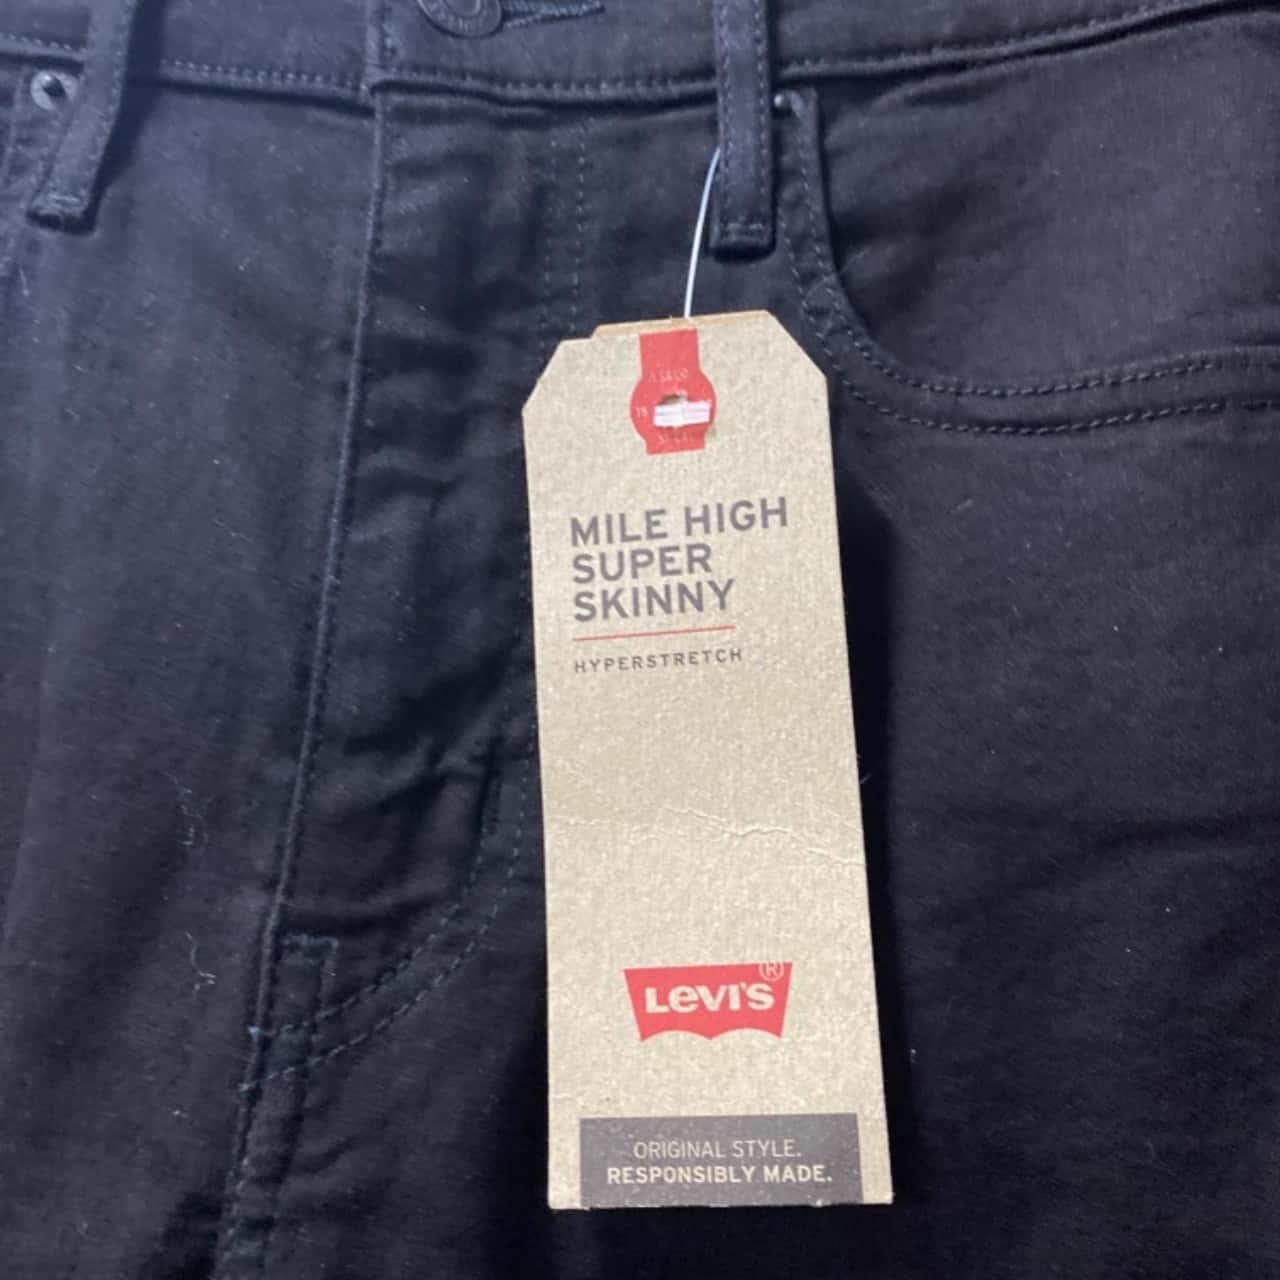 MILE HIGH
SUPER
SKINNY
HYPERSTRETCH
LEVI'S®
ORIGINAL STYLE.
RESPONSIBLY MADE.